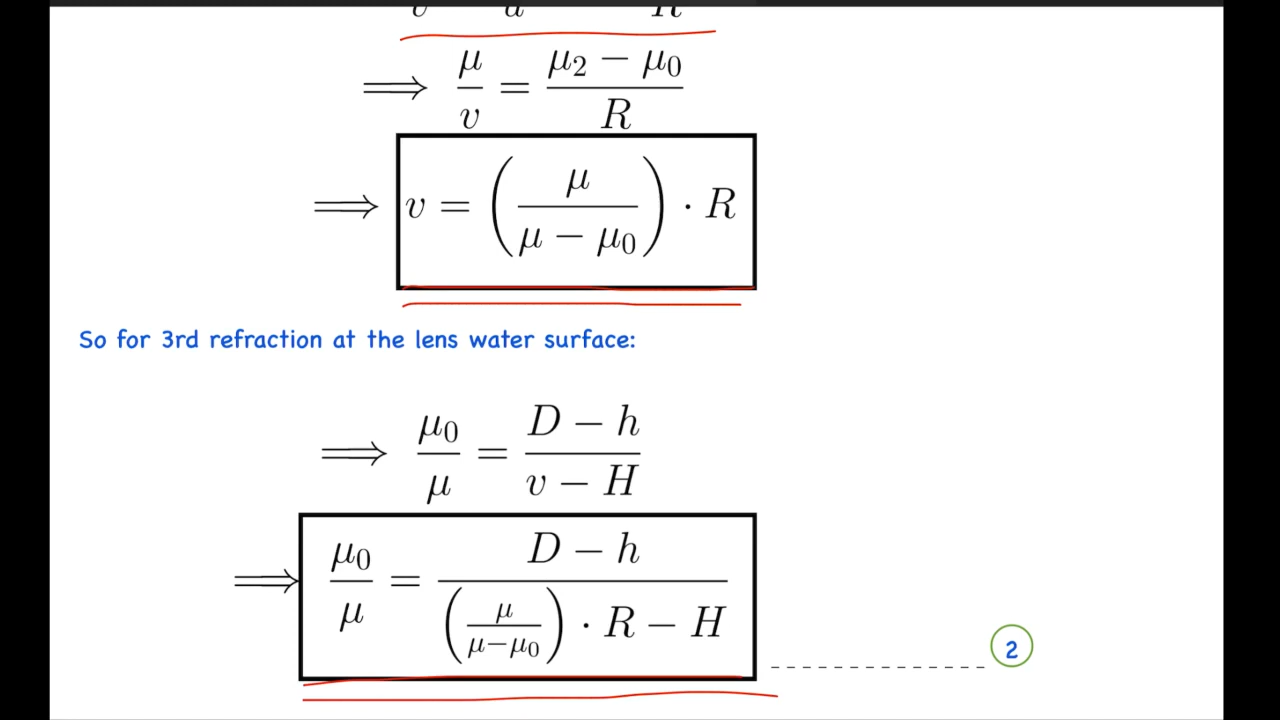 ⟹ μ/v = (μ₂ − μ₀)/R
⟹ v = (μ/(μ − μ₀)) · R
So for 3rd refraction at the lens water surface:
⟹ μ₀/μ = (D − h)/(v − H)
⟹ μ₀/μ = (D − h)/((μ/(μ−μ₀)) · R − H)
2